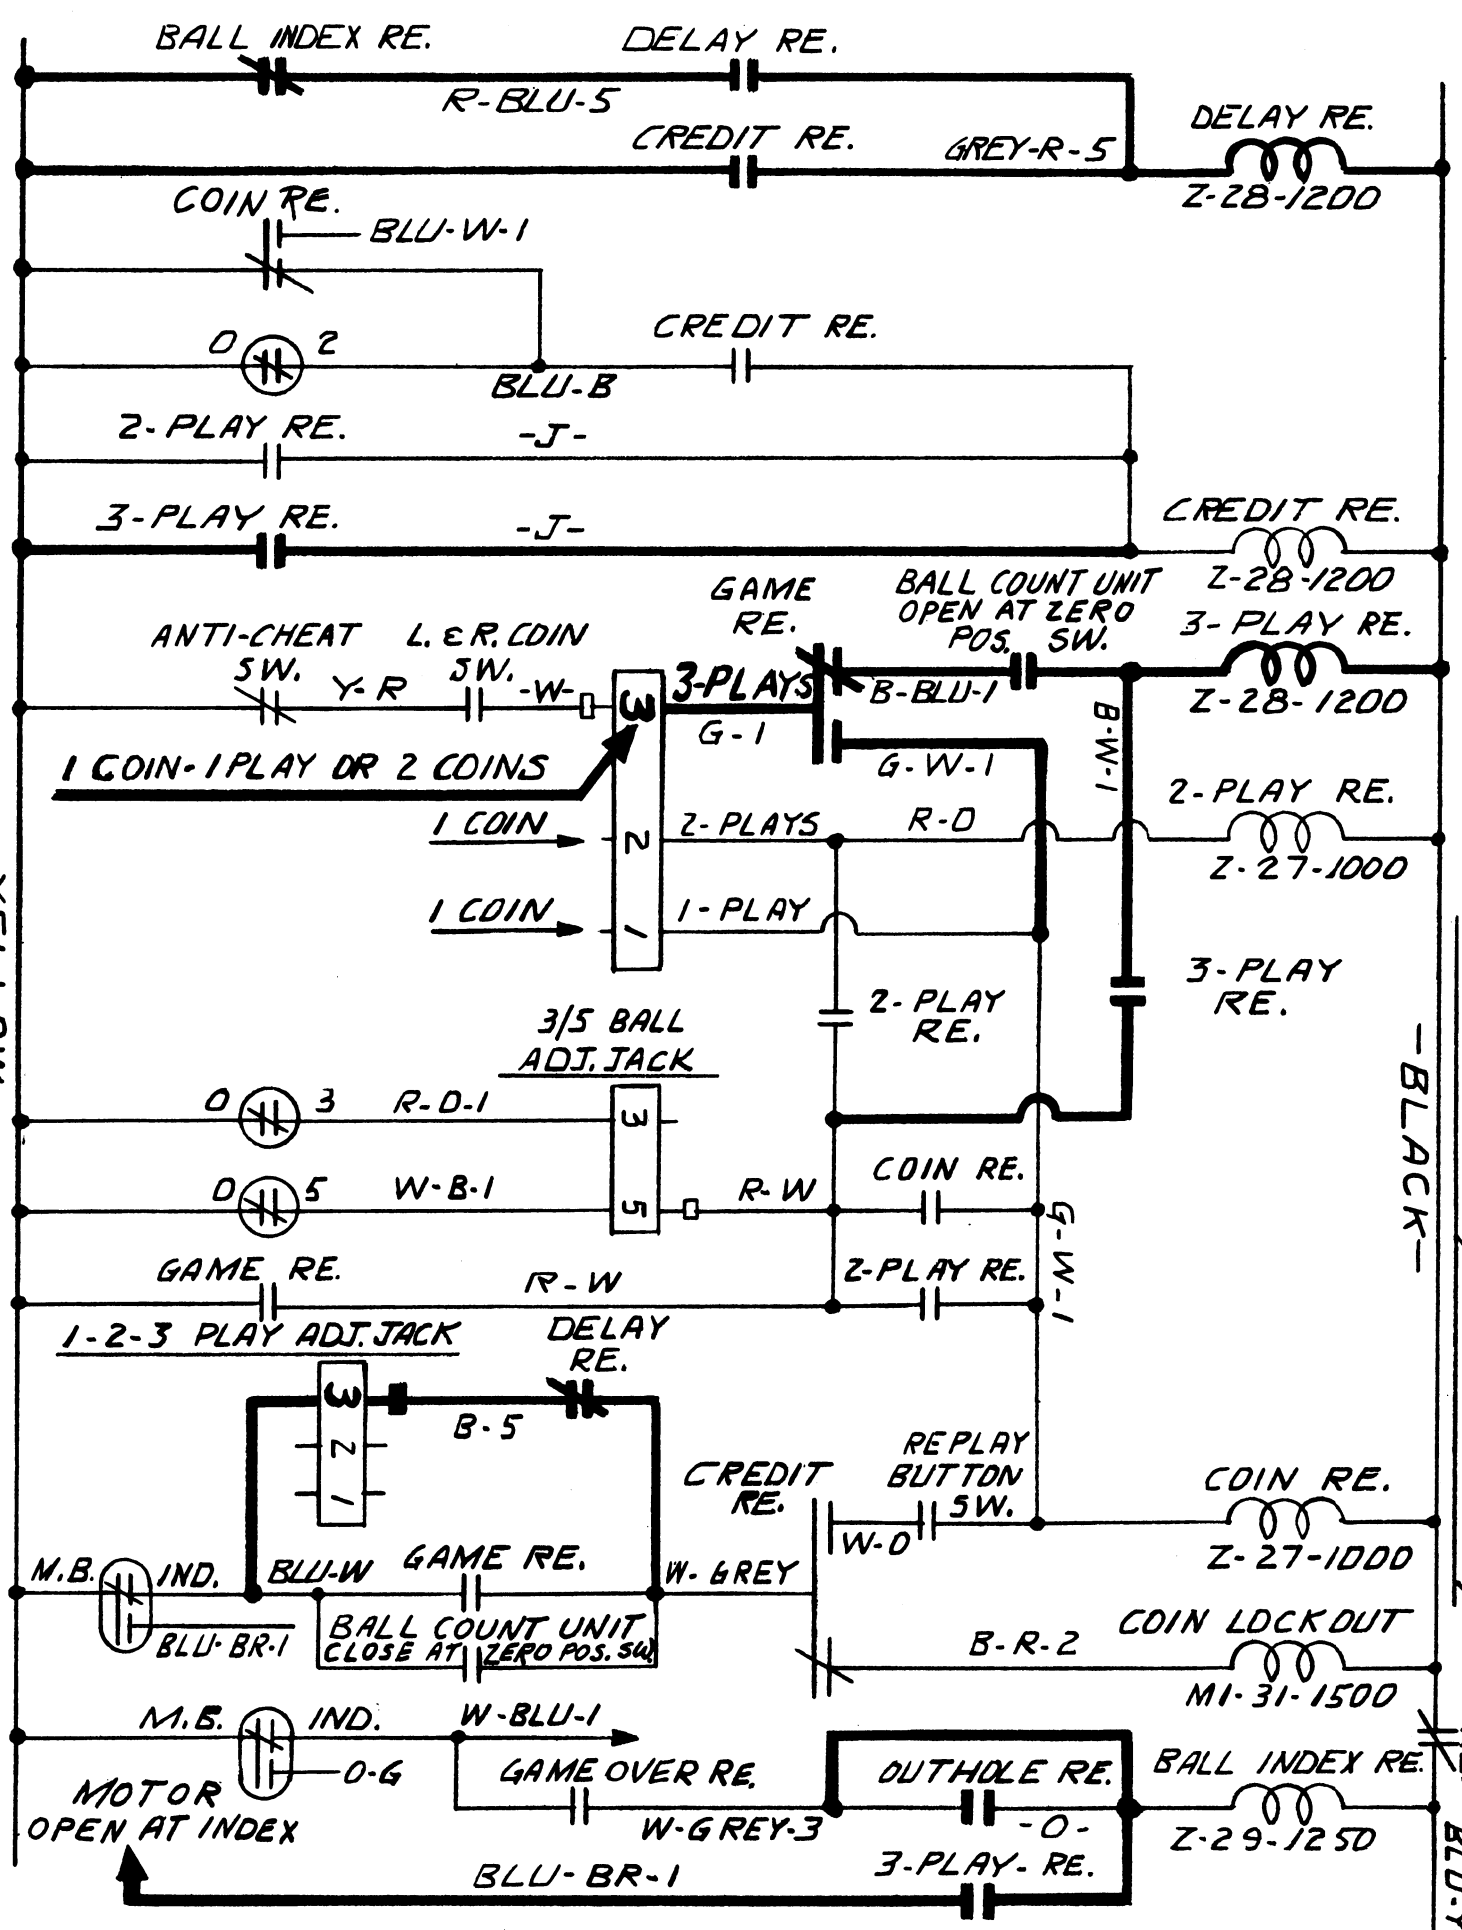 BALL INDEX RE.
DELAY RE.
R-BLU-5
DELAY RE.
CREDIT RE.
GREY-R-5
Z-28-1200
COIN RE.
BLU-W-1
0 2
CREDIT RE.
BLU-B
2-PLAY RE.
-J-
3-PLAY RE.
-J-
CREDIT RE.
Z-28-1200
GAME
RE.
BALL COUNT UNIT
OPEN AT ZERO
POS. SW.
3-PLAY RE.
ANTI-CHEAT
SW.
L. & R. COIN
SW.
Y-R
-W-
3
3-PLAYS
G-1
B-BLU-1
Z-28-1200
B-W-1
G-W-1
1 COIN-1 PLAY OR 2 COINS
2-PLAY RE.
1 COIN
2
2-PLAYS
R-O
Z-27-1000
1 COIN
1
1-PLAY
3-PLAY
RE.
2-PLAY
RE.
3/5 BALL
ADJ. JACK
-BLACK-
0 3
R-O-1
3
0 5
W-B-1
5
R-W
COIN RE.
G-W-1
GAME RE.
R-W
2-PLAY RE.
1-2-3 PLAY ADJ. JACK
DELAY
RE.
3
B-5
2
1
CREDIT
RE.
REPLAY
BUTTON
SW.
COIN RE.
W-O
Z-27-1000
M.B.
IND.
BLU-W
GAME RE.
W-GREY
BLU-BR-1
BALL COUNT UNIT
CLOSE AT ZERO POS. SW.
B-R-2
COIN LOCKOUT
M1-31-1500
M.B.
IND.
W-BLU-1
O-G
GAME OVER RE.
OUTHOLE RE.
BALL INDEX RE.
MOTOR
OPEN AT INDEX
W-GREY-3
-O-
Z-29-1250
BLU-BR-1
3-PLAY-RE.